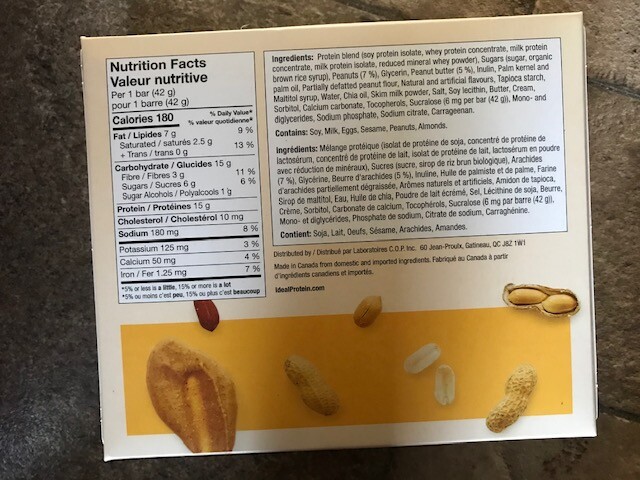 Nutrition Facts
Valeur nutritive
Per 1 bar (42 g)
pour 1 barre (42 g)
Calories 180
% Daily Value*
% valeur quotidienne*
Fat / Lipides 7 g 9 %
Saturated / saturés 2.5 g
+ Trans / trans 0 g 13 %
Carbohydrate / Glucides 15 g
Fibre / Fibres 3 g 11 %
Sugars / Sucres 6 g 6 %
Sugar Alcohols / Polyalcools 1 g
Protein / Protéines 15 g
Cholesterol / Cholestérol 10 mg
Sodium 180 mg 8 %
Potassium 125 mg 3 %
Calcium 50 mg 4 %
Iron / Fer 1.25 mg 7 %
*5% or less is a little, 15% or more is a lot
*5% ou moins c'est peu, 15% ou plus c'est beaucoup
Ingredients: Protein blend (soy protein isolate, whey protein concentrate, milk protein
concentrate, milk protein isolate, reduced mineral whey powder), Sugars (sugar, organic
brown rice syrup), Peanuts (7 %), Glycerin, Peanut butter (5 %), Inulin, Palm kernel and
palm oil, Partially defatted peanut flour, Natural and artificial flavours, Tapioca starch,
Maltitol syrup, Water, Chia oil, Skim milk powder, Salt, Soy lecithin, Butter, Cream,
Sorbitol, Calcium carbonate, Tocopherols, Sucralose (6 mg per bar (42 g)), Mono- and
diglycerides, Sodium phosphate, Sodium citrate, Carrageenan.
Contains: Soy, Milk, Eggs, Sesame, Peanuts, Almonds.
Ingrédients: Mélange protéique (isolat de protéine de soja, concentré de protéine de
lactosérum, concentré de protéine de lait, isolat de protéine de lait, lactosérum en poudre
avec réduction de minéraux), Sucres (sucre, sirop de riz brun biologique), Arachides
(7 %), Glycérine, Beurre d'arachides (5 %), Inuline, Huile de palmiste et de palme, Farine
d'arachides partiellement dégraissée, Arômes naturels et artificiels, Amidon de tapioca,
Sirop de maltitol, Eau, Huile de chia, Poudre de lait écrémé, Sel, Lécithine de soja, Beurre,
Crème, Sorbitol, Carbonate de calcium, Tocophérols, Sucralose (6 mg par barre (42 g)),
Mono- et diglycérides, Phosphate de sodium, Citrate de sodium, Carraghénine.
Contient: Soja, Lait, Oeufs, Sésame, Arachides, Amandes.
Distributed by / Distribué par Laboratoires C.O.P. Inc. 60 Jean-Proulx, Gatineau, QC J8Z 1W1
Made in Canada from domestic and imported ingredients. Fabriqué au Canada à partir
d'ingrédients canadiens et importés.
IdealProtein.com